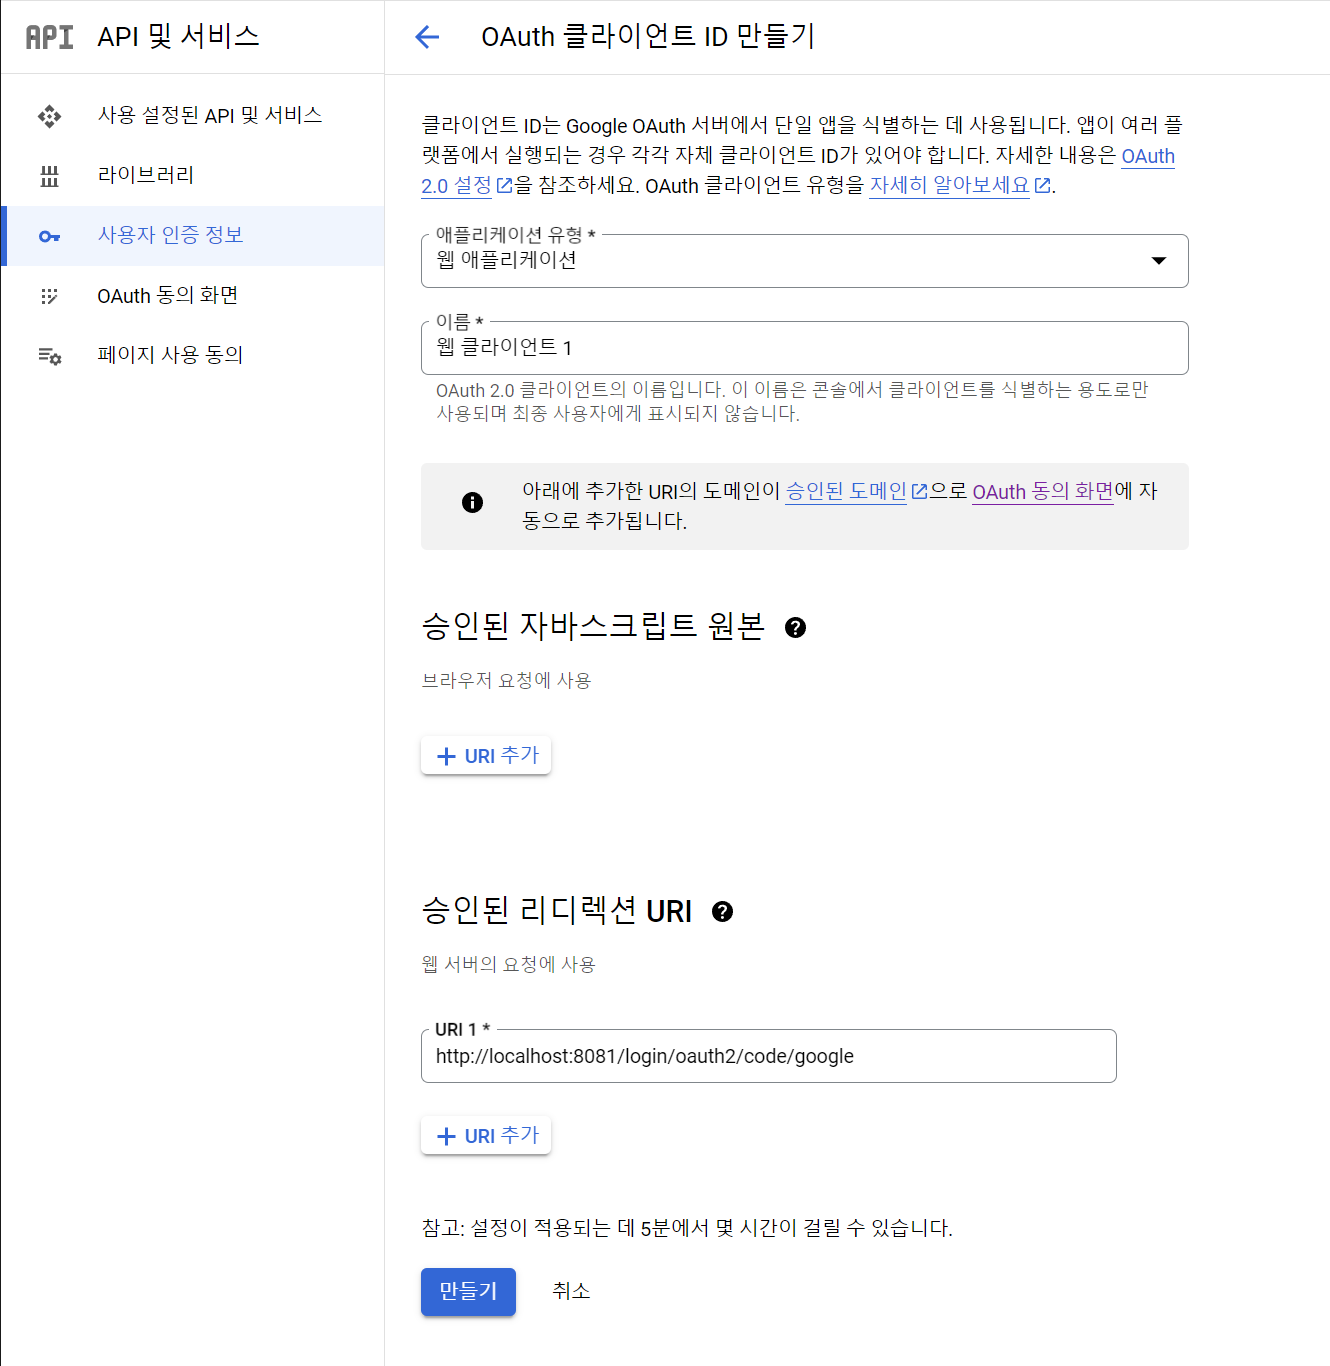 API API 및 서비스
사용 설정된 API 및 서비스
라이브러리
사용자 인증 정보
OAuth 동의 화면
페이지 사용 동의
OAuth 클라이언트 ID 만들기
클라이언트 ID는 Google OAuth 서버에서 단일 앱을 식별하는 데 사용됩니다. 앱이 여러 플
랫폼에서 실행되는 경우 각각 자체 클라이언트 ID가 있어야 합니다. 자세한 내용은 OAuth
2.0 설정을 참조하세요. OAuth 클라이언트 유형을 자세히 알아보세요.
애플리케이션 유형 *
웹 애플리케이션
이름 *
웹 클라이언트 1
OAuth 2.0 클라이언트의 이름입니다. 이 이름은 콘솔에서 클라이언트를 식별하는 용도로만
사용되며 최종 사용자에게 표시되지 않습니다.
아래에 추가한 URI의 도메인이 승인된 도메인으로 OAuth 동의 화면에 자
동으로 추가됩니다.
승인된 자바스크립트 원본
브라우저 요청에 사용
+ URI 추가
승인된 리디렉션 URI
웹 서버의 요청에 사용
URI 1 *
http://localhost:8081/login/oauth2/code/google
+ URI 추가
참고: 설정이 적용되는 데 5분에서 몇 시간이 걸릴 수 있습니다.
만들기 취소